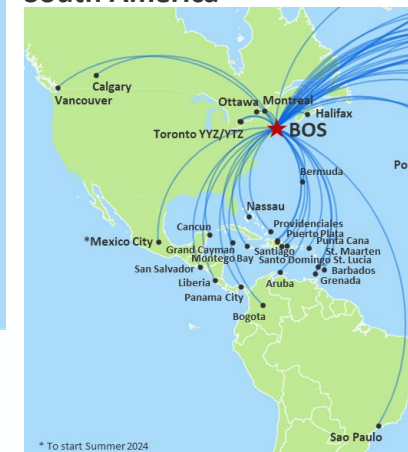 South America
Calgary
Vancouver
Ottawa Montreal
Halifax
Toronto YYZ/YTZ
BOS
Bermuda
Po
Nassau
Cancun
Providenciales
Puerto Plata
*Mexico City
Grand Cayman
Punta Cana
Montego Bay
Santiago
St. Maarten
San Salvador
Santo Domingo St. Lucia
Barbados
Liberia
Aruba
Grenada
Panama City
Bogota
Sao Paulo
* To start Summer 2024